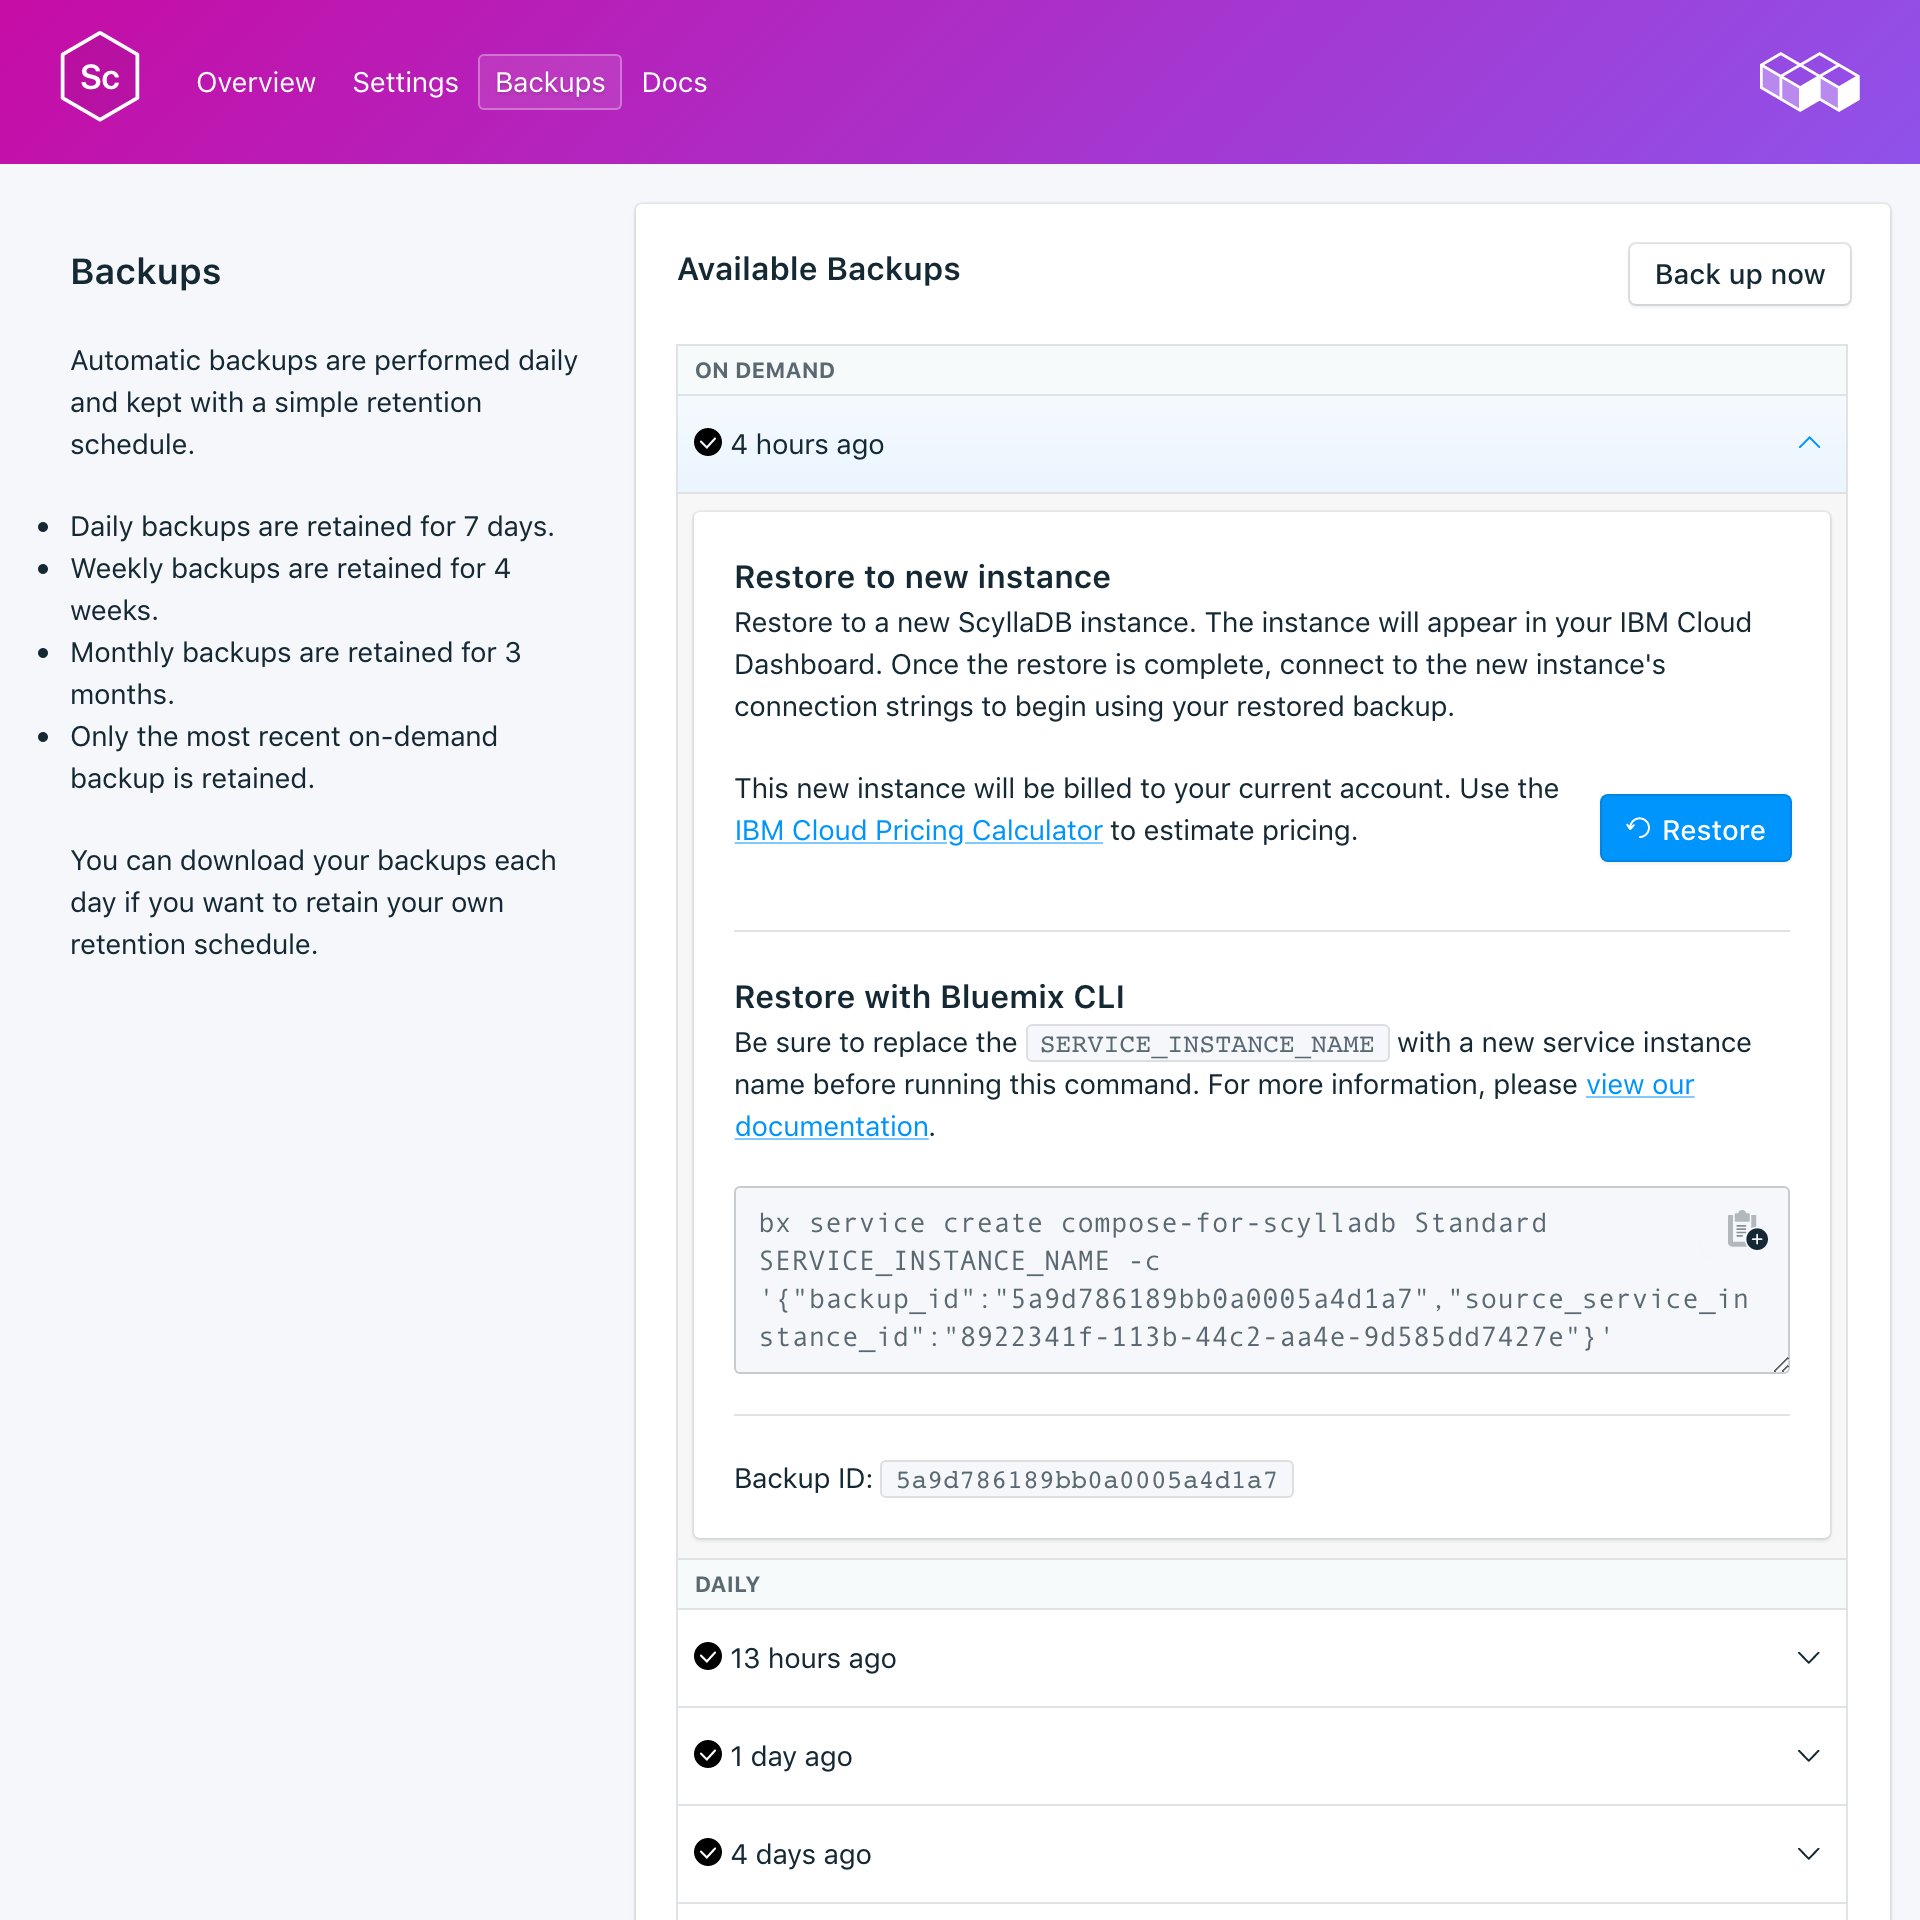 Sc
Overview Settings Backups Docs
Backups
Automatic backups are performed daily
and kept with a simple retention
schedule.
Daily backups are retained for 7 days.
Weekly backups are retained for 4
weeks.
Monthly backups are retained for 3
months.
Only the most recent on-demand
backup is retained.
You can download your backups each
day if you want to retain your own
retention schedule.
Available Backups
Back up now
ON DEMAND
4 hours ago
Restore to new instance
Restore to a new ScyllaDB instance. The instance will appear in your IBM Cloud
Dashboard. Once the restore is complete, connect to the new instance's
connection strings to begin using your restored backup.
This new instance will be billed to your current account. Use the
IBM Cloud Pricing Calculator to estimate pricing.
Restore
Restore with Bluemix CLI
Be sure to replace the SERVICE_INSTANCE_NAME with a new service instance
name before running this command. For more information, please view our
documentation.
bx service create compose-for-scylladb Standard
SERVICE_INSTANCE_NAME -c
'{"backup_id":"5a9d786189bb0a0005a4d1a7","source_service_in
stance_id":"8922341f-113b-44c2-aa4e-9d585dd7427e"}'
Backup ID: 5a9d786189bb0a0005a4d1a7
DAILY
13 hours ago
1 day ago
4 days ago